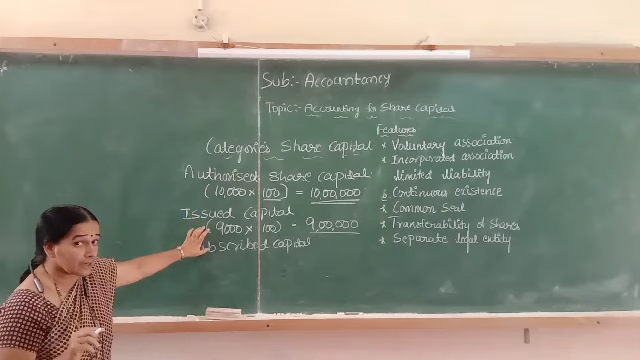 Sub:- Accountancy
Topic:- Accounting for Share Capital
Categories Share Capital
Authorised Share capital
(10,000 × 100) = 10,00,000
Issued Capital
9000 × 100) - 9,00,000
bscribed capital
Features
* Voluntary association
* Incorporated association
limited liability
Continuous existence
* Common Seal
* Transferability of Shares
* Separate legal entity